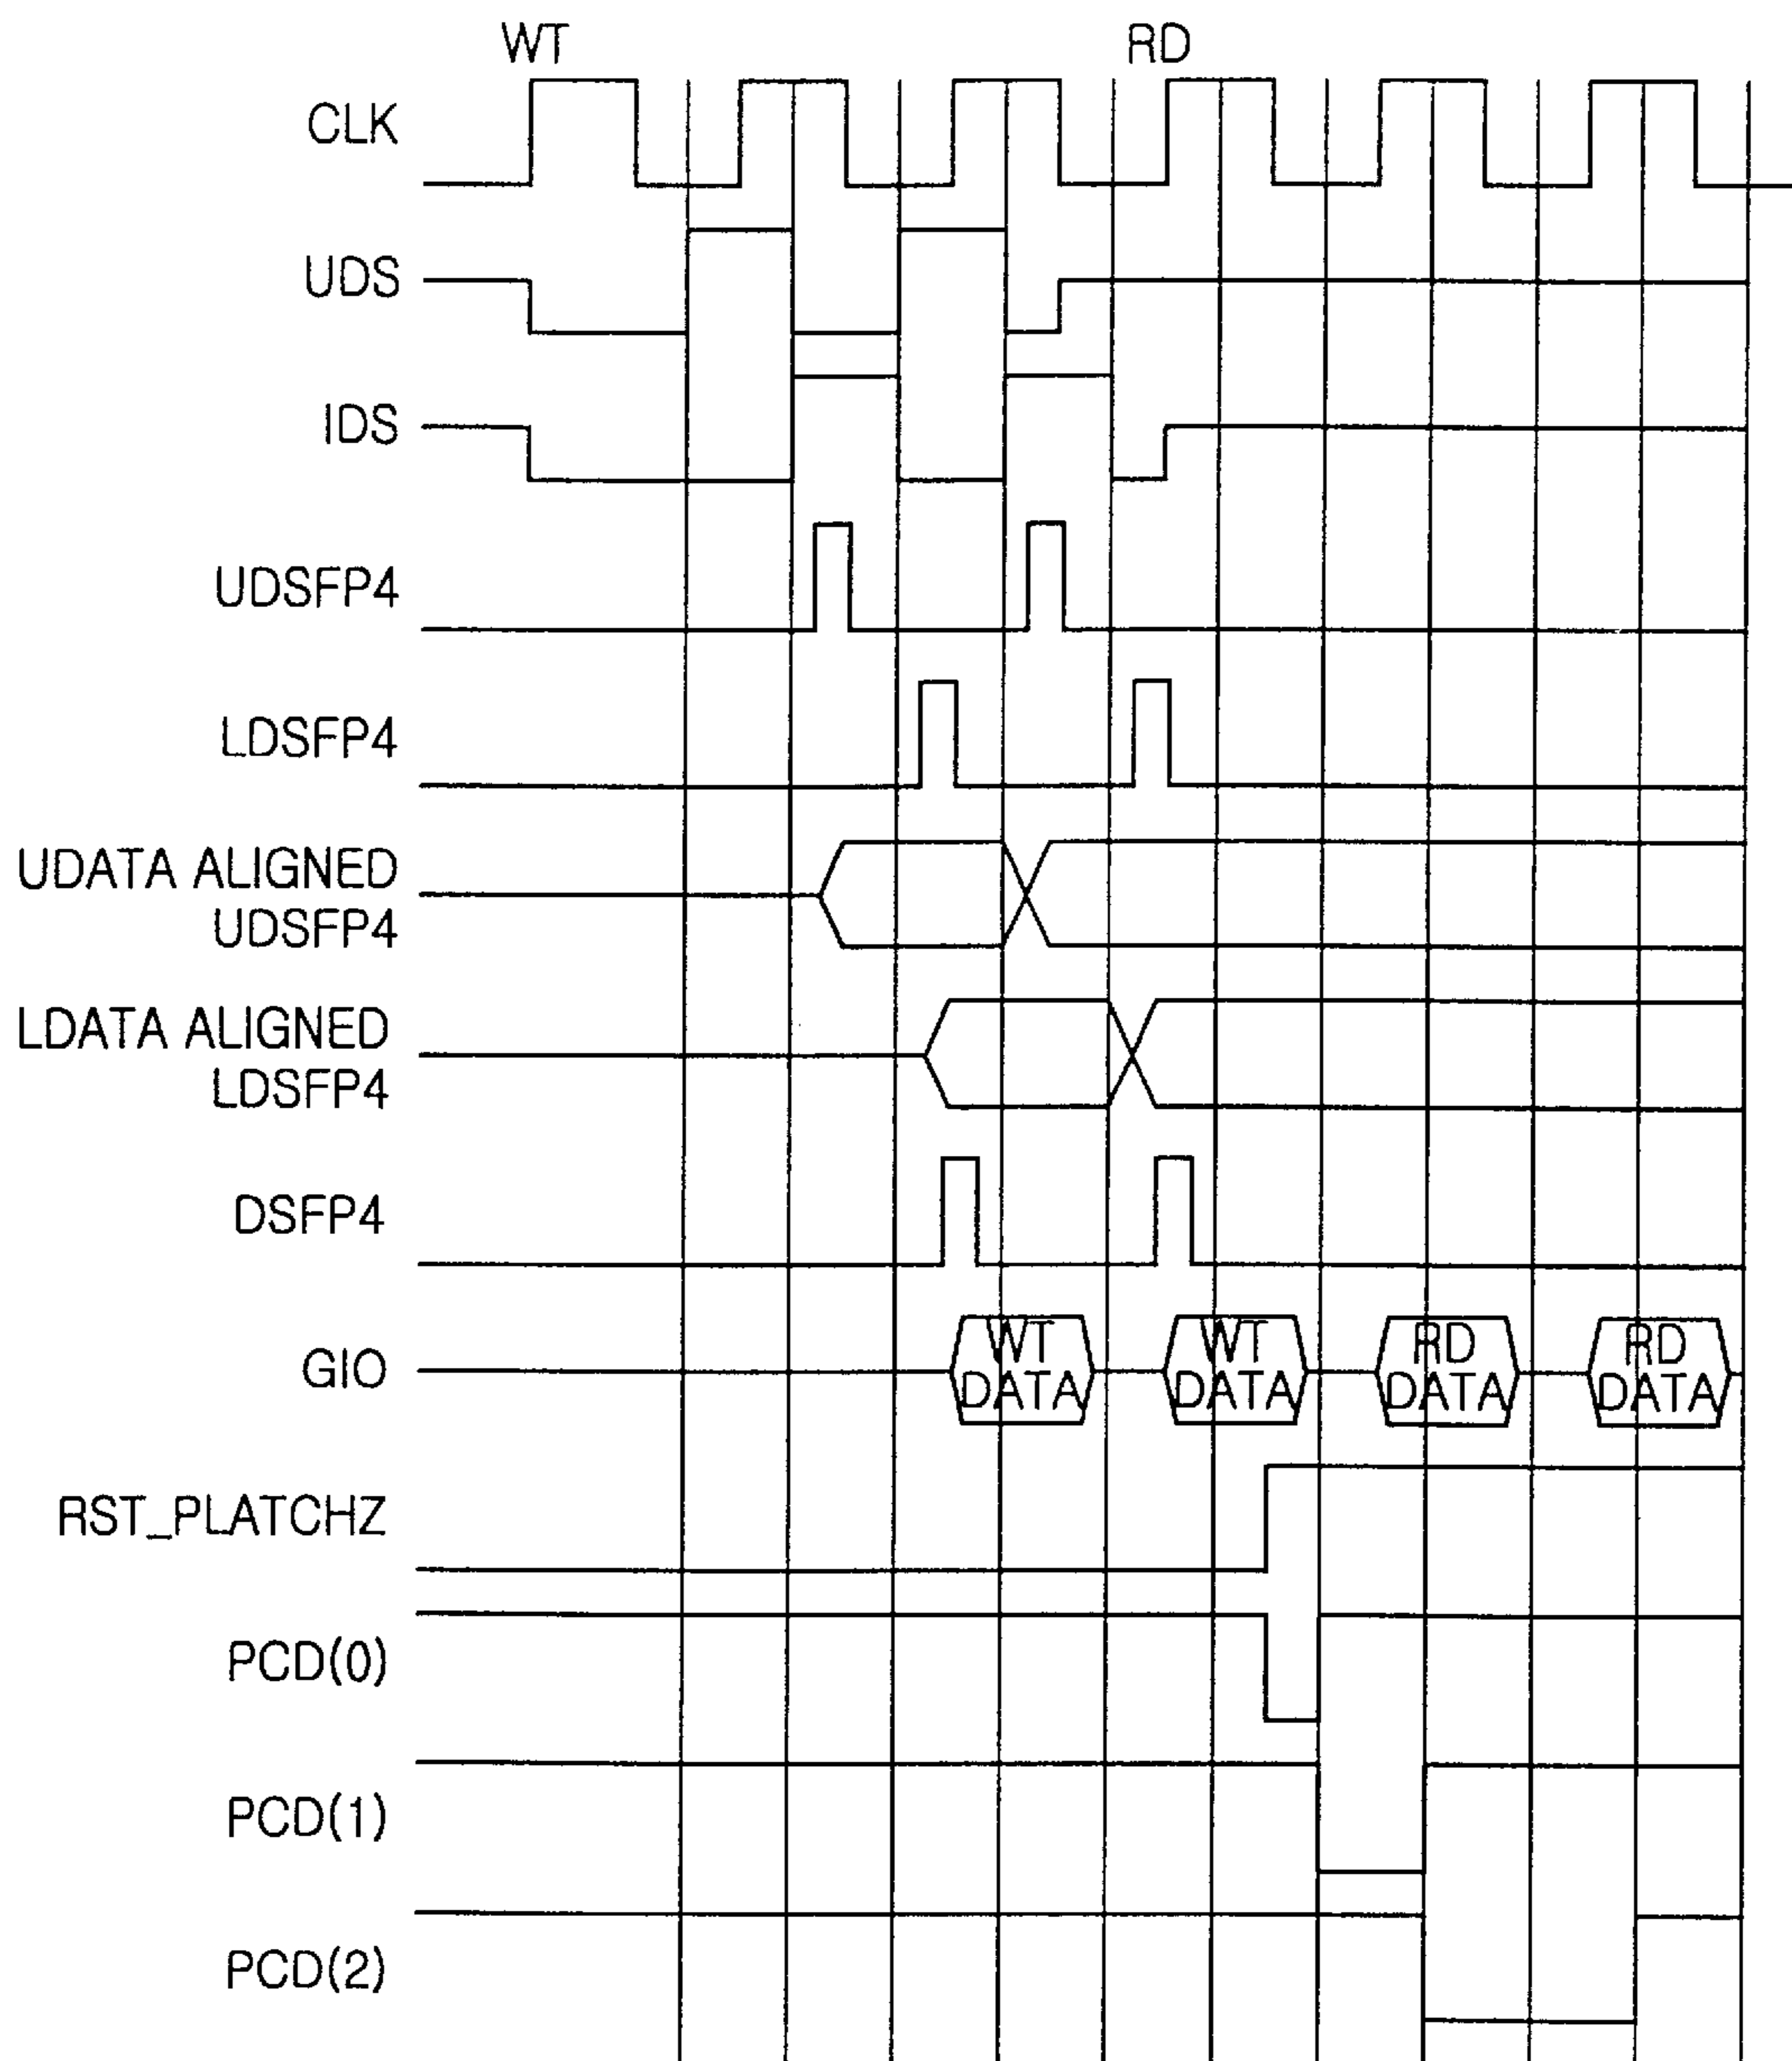 WT RD
CLK
UDS
IDS
UDSFP4
LDSFP4
UDATA ALIGNED
UDSFP4
LDATA ALIGNED
LDSFP4
DSFP4
GIO
WT DATA
WT DATA
RD DATA
RD DATA
RST_PLATCHZ
PCD(0)
PCD(1)
PCD(2)